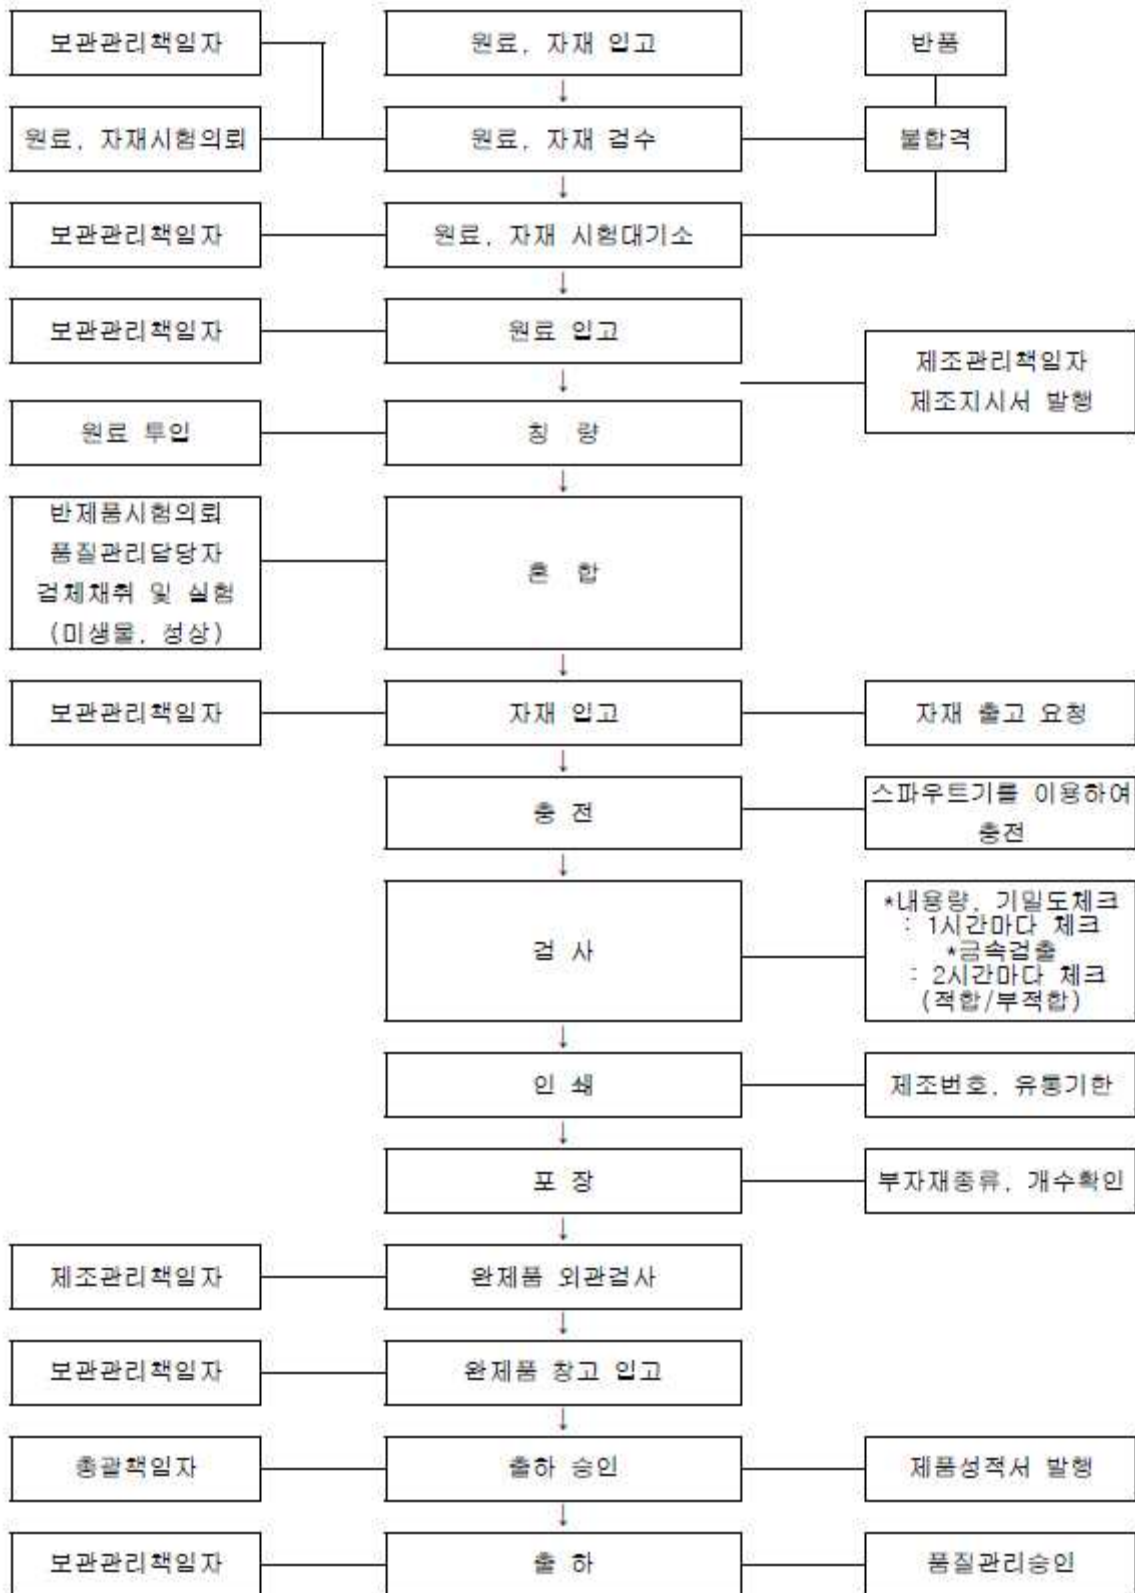 보관관리책임자
원료, 자재 입고
반품
원료, 자재시험의뢰
원료, 자재 검수
불합격
보관관리책임자
원료, 자재 시험대기소
보관관리책임자
원료 입고
제조관리책임자
제조지시서 발행
원료 투입
칭 량
반제품시험의뢰
품질관리담당자
검체채취 및 실험
(미생물, 성상)
혼 합
보관관리책임자
자재 입고
자재 출고 요청
충 전
스파우트기를 이용하여
충전
검 사
*내용량, 기밀도체크
: 1시간마다 체크
*금속검출
: 2시간마다 체크
(적합/부적합)
인 쇄
제조번호, 유통기한
포 장
부자재종류, 개수확인
제조관리책임자
완제품 외관검사
보관관리책임자
완제품 창고 입고
총괄책임자
출하 승인
제품성적서 발행
보관관리책임자
출 하
품질관리승인